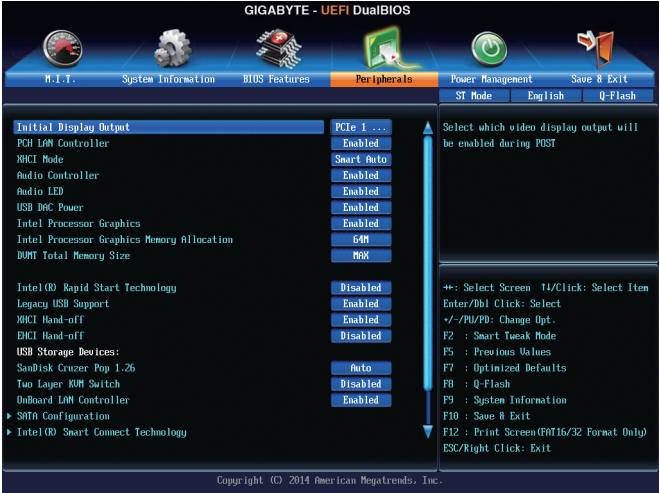 GIGABYTE - UEFI DualBIOS
M.I.T. System Information BIOS Features Peripherals Power Management Save & Exit
ST Mode English Q-Flash
Initial Display Output PCIe 1 ...
PCH LAN Controller Enabled
XHCI Mode Smart Auto
Audio Controller Enabled
Audio LED Enabled
USB DAC Power Enabled
Intel Processor Graphics Enabled
Intel Processor Graphics Memory Allocation 64M
DVMT Total Memory Size MAX
Intel(R) Rapid Start Technology Disabled
Legacy USB Support Enabled
XHCI Hand-off Enabled
EHCI Hand-off Disabled
USB Storage Devices:
SanDisk Cruzer Pop 1.26 Auto
Two Layer KVM Switch Disabled
OnBoard LAN Controller Enabled
SATA Configuration
Intel(R) Smart Connect Technology
Select which video display output will
be enabled during POST
→←: Select Screen ↑↓/Click: Select Item
Enter/Dbl Click: Select
+/-/PU/PD: Change Opt.
F2 : Smart Tweak Mode
F5 : Previous Values
F7 : Optimized Defaults
F8 : Q-Flash
F9 : System Information
F10 : Save & Exit
F12 : Print Screen(FAT16/32 Format Only)
ESC/Right Click: Exit
Copyright (C) 2014 American Megatrends, Inc.